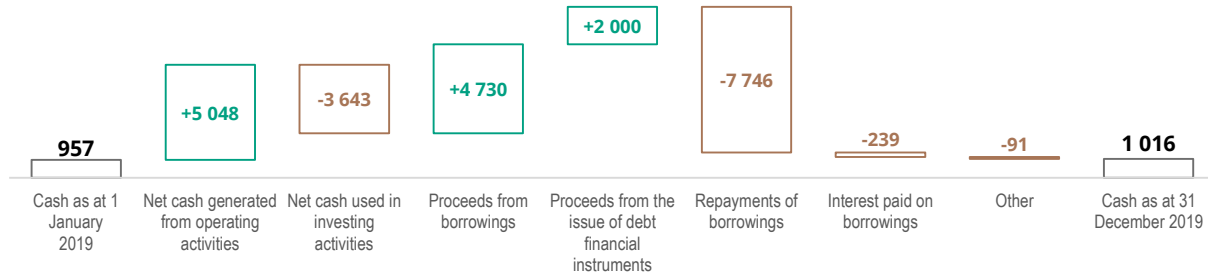 957
+5 048
-3 643
+4 730
+2 000
-7 746
-239
-91
1 016
Cash as at 1
January
2019
Net cash generated
from operating
activities
Net cash used in
investing
activities
Proceeds from
borrowings
Proceeds from the
issue of debt
financial
instruments
Repayments of
borrowings
Interest paid on
borrowings
Other
Cash as at 31
December 2019